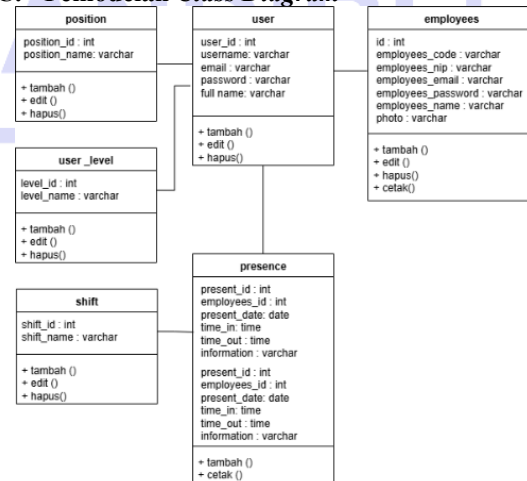 position
position_id : int
position_name: varchar
+ tambah ()
+ edit ()
+ hapus()
user
user_id : int
username: varchar
email : varchar
password : varchar
full name: varchar
+ tambah ()
+ edit ()
+ hapus()
employees
id : int
employees_code : varchar
employees_nip : varchar
employees_email : varchar
employees_password : varchar
employees_name : varchar
photo : varchar
+ tambah ()
+ edit ()
+ hapus()
+ cetak()
user _level
level_id : int
level_name : varchar
+ tambah ()
+ edit ()
+ hapus()
shift
shift_id : int
shift_name : varchar
+ tambah ()
+ edit ()
+ hapus()
presence
present_id : int
employees_id : int
present_date: date
time_in: time
time_out : time
information : varchar
present_id : int
employees_id : int
present_date: date
time_in: time
time_out : time
information : varchar
+ tambah ()
+ cetak ()